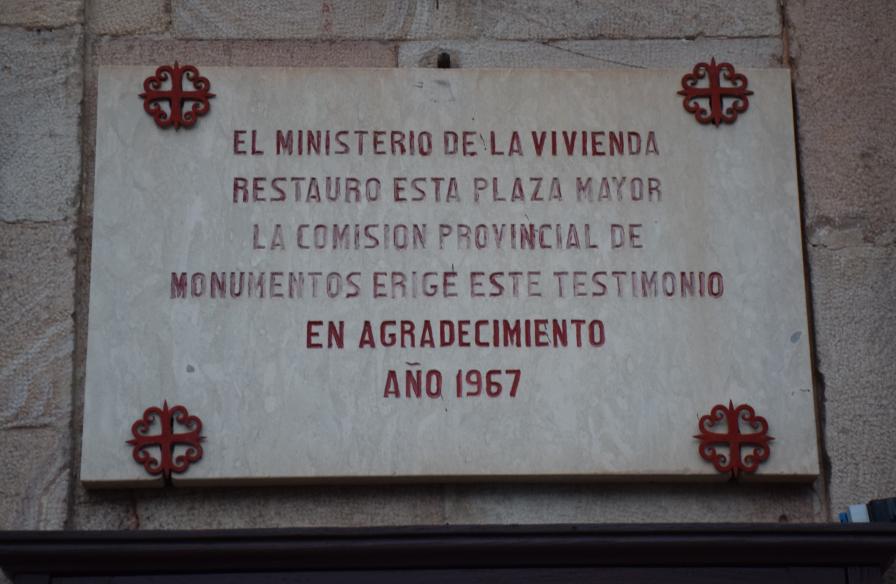 EL MINISTERIO DE LA VIVIENDA
RESTAURO ESTA PLAZA MAYOR
LA COMISION PROVINCIAL DE
MONUMENTOS ERIGE ESTE TESTIMONIO
EN AGRADECIMIENTO
AÑO 1967